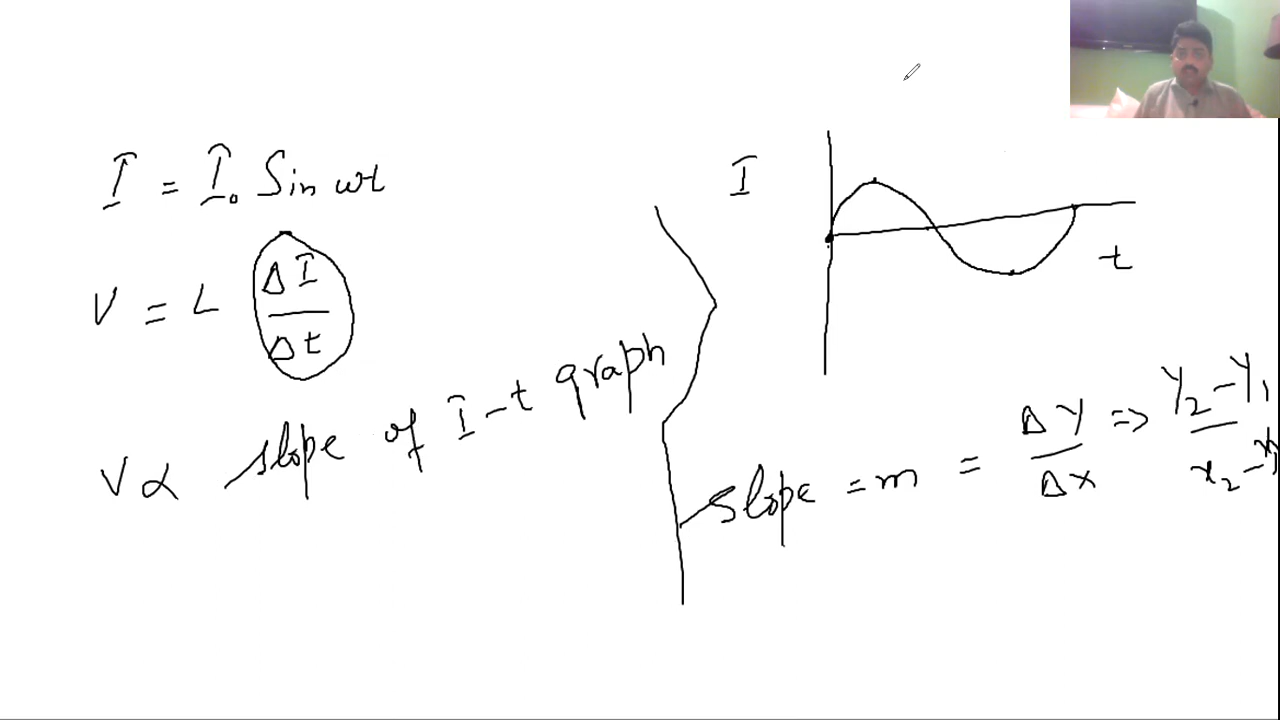 I = I₀ Sin ωt
V = L ΔI/Δt
V ∝ slope of I-t graph
I
t
slope = m = Δy/Δx => y₂-y₁/x₂-x₁